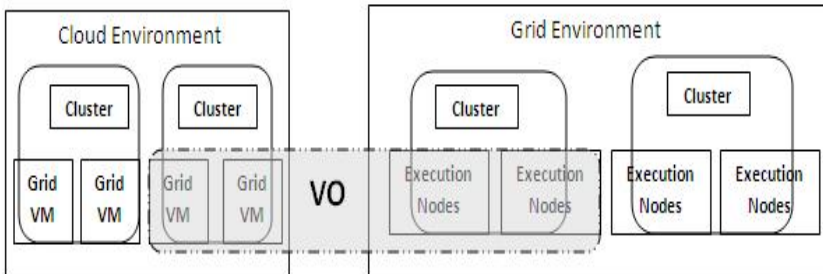 Cloud Environment
Grid Environment
Cluster
Cluster
Cluster
Cluster
Grid
VM
Grid
VM
Grid
VM
Grid
VM
VO
Execution
Nodes
Execution
Nodes
Execution
Nodes
Execution
Nodes